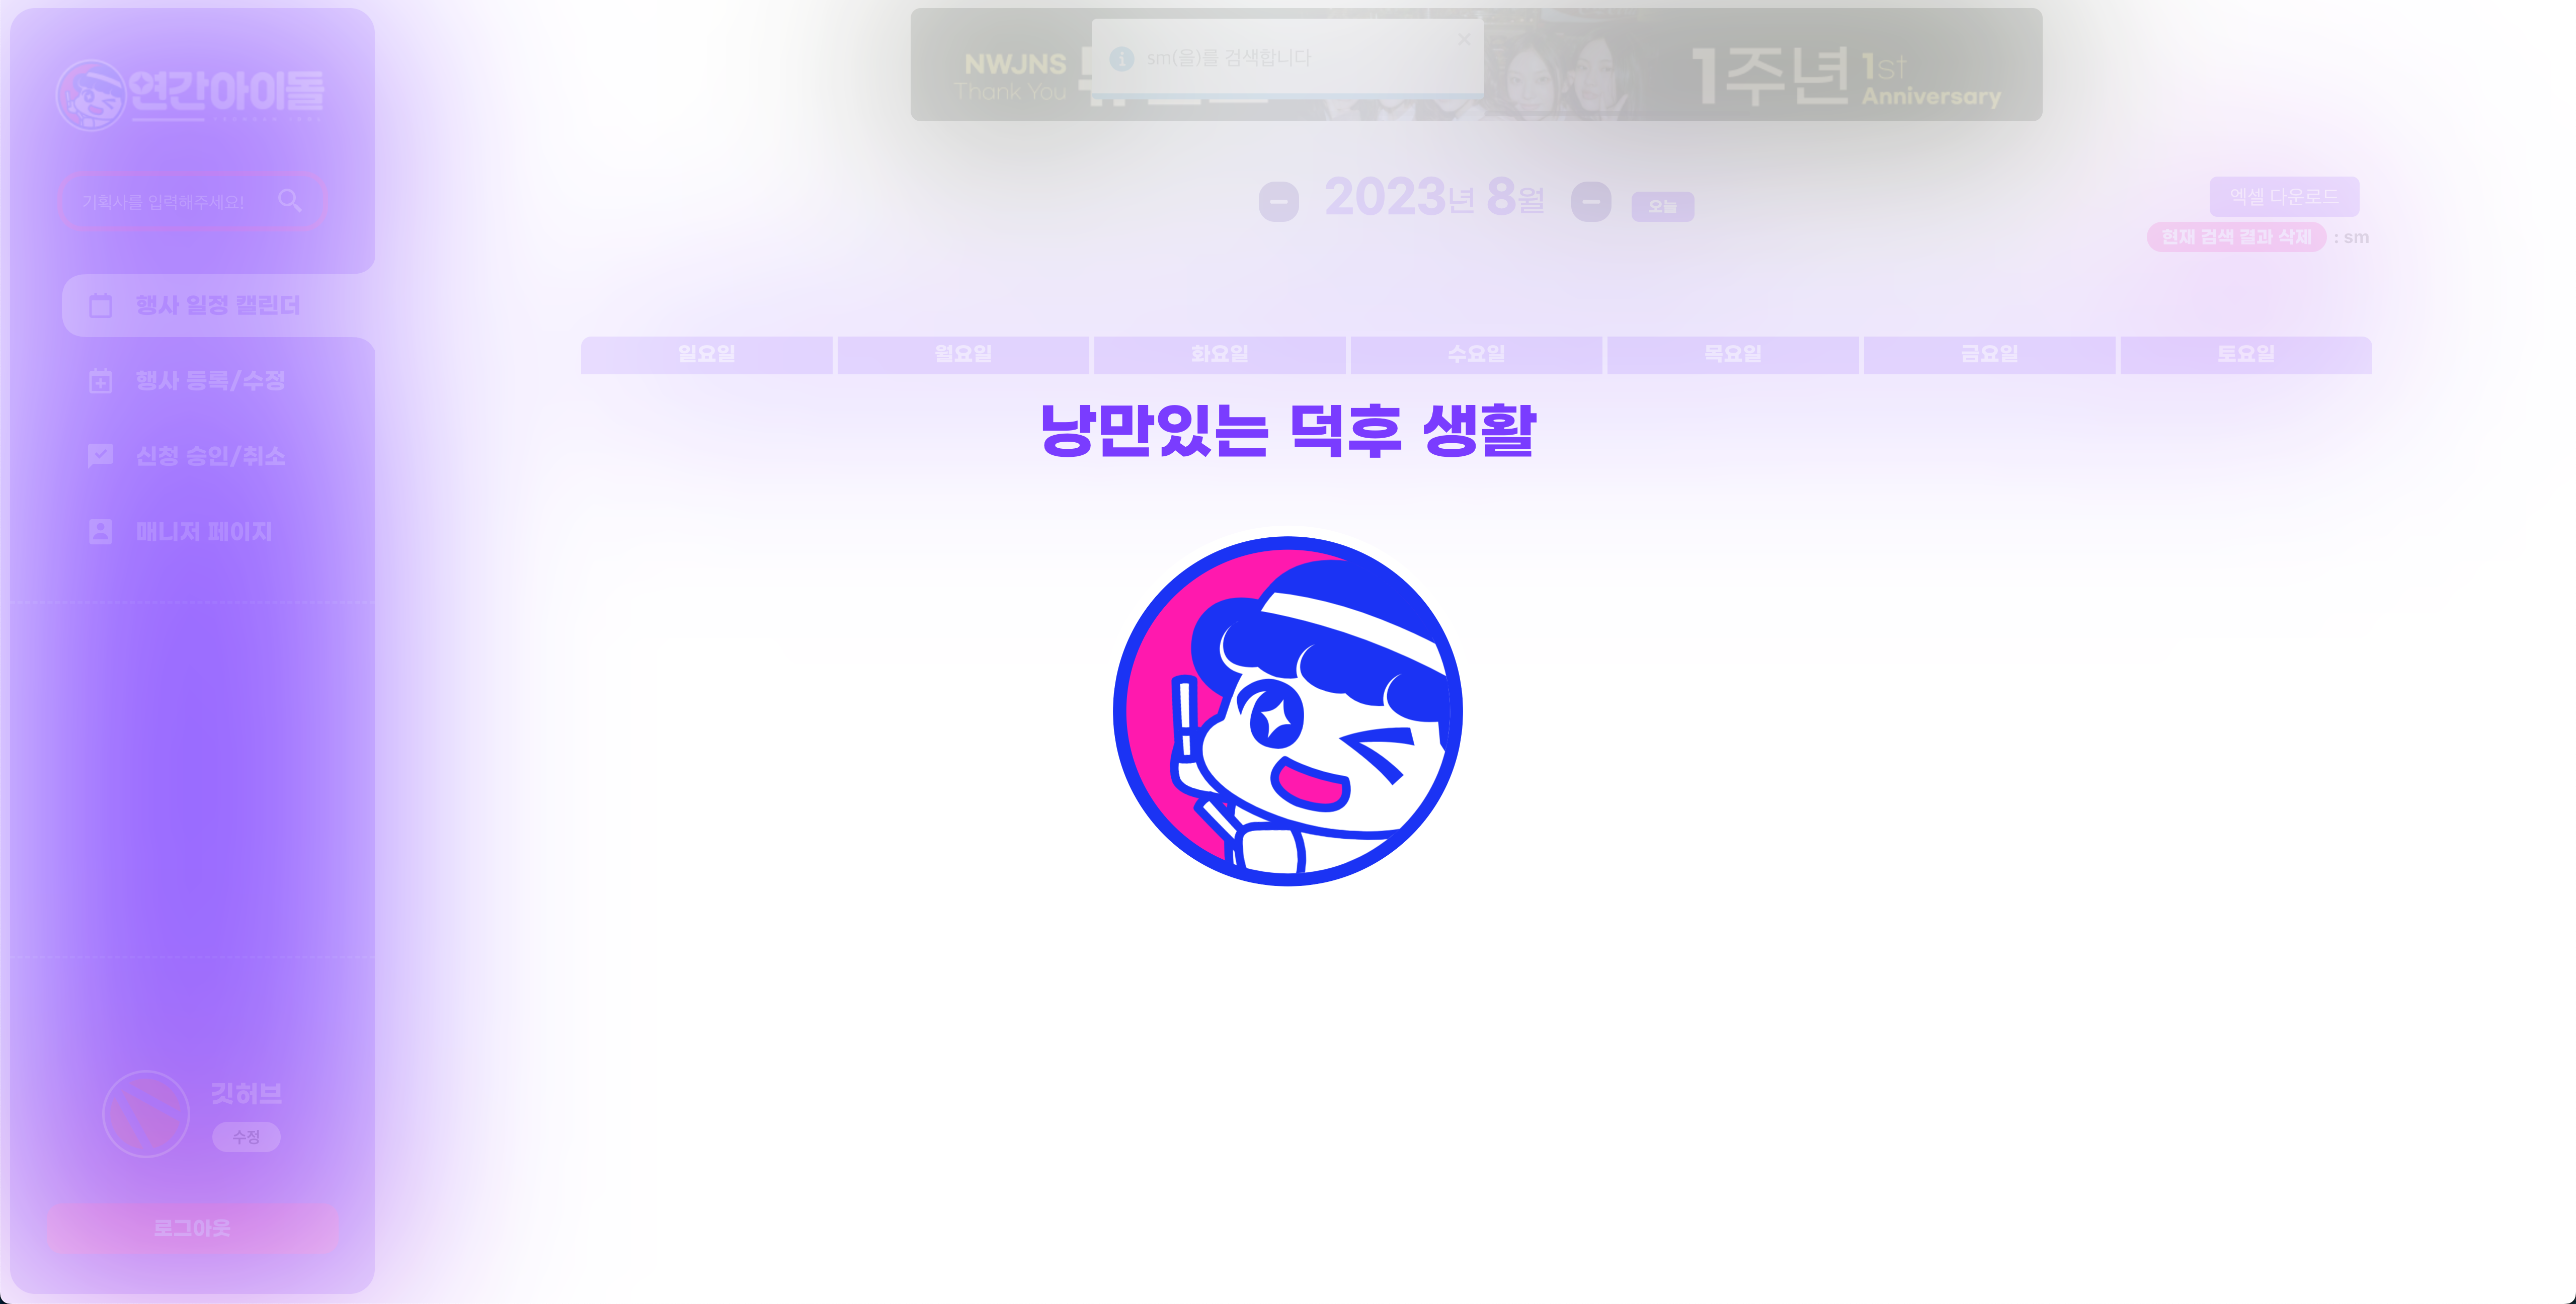 연간아이돌
기획사를 입력해주세요!
행사 일정 캘린더
행사 등록/수정
신청 승인/취소
매니저 페이지
깃허브
수정
로그아웃
NWJNS
Thank You
sm(을)를 검색합니다
1주년 1st
Anniversary
2023년 8월
오늘
엑셀 다운로드
현재 검색 결과 삭제 : sm
일요일 월요일 화요일 수요일 목요일 금요일 토요일
낭만있는 덕후 생활